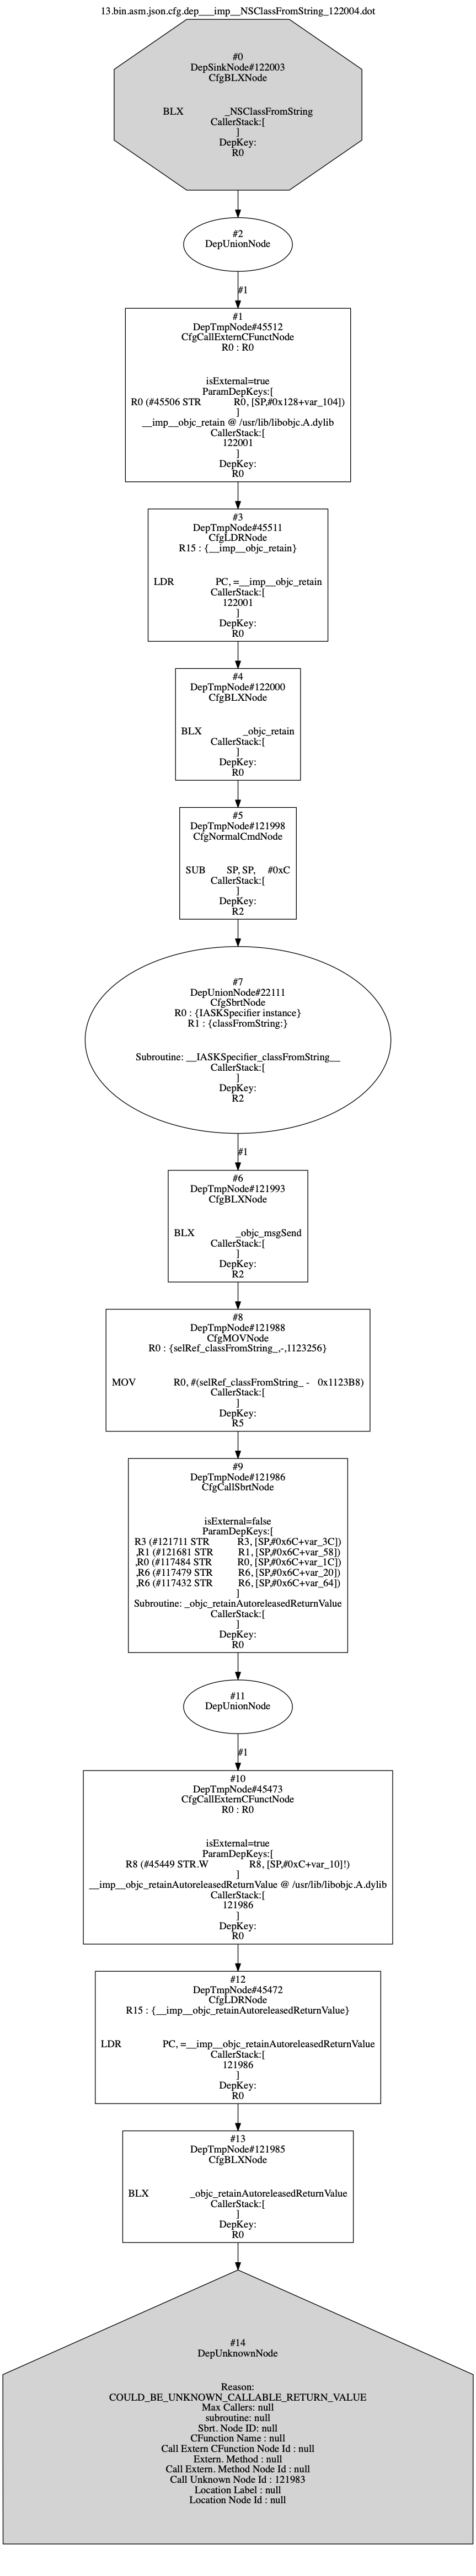 13.bin.asm.json.cfg.dep___imp__NSClassFromString_122004.dot
#0
DepSinkNode#122003
CfgBLXNode
BLX _NSClassFromString
CallerStack:[
]
DepKey:
R0
#2
DepUnionNode
#1
#1
DepTmpNode#45512
CfgCallExternCFunctNode
R0 : R0
isExternal=true
ParamDepKeys:[
R0 (#45506 STR R0, [SP,#0x128+var_104])
]
__imp__objc_retain @ /usr/lib/libobjc.A.dylib
CallerStack:[
122001
]
DepKey:
R0
#3
DepTmpNode#45511
CfgLDRNode
R15 : {__imp__objc_retain}
LDR PC, =__imp__objc_retain
CallerStack:[
122001
]
DepKey:
R0
#4
DepTmpNode#122000
CfgBLXNode
BLX _objc_retain
CallerStack:[
]
DepKey:
R0
#5
DepTmpNode#121998
CfgNormalCmdNode
SUB SP, SP, #0xC
CallerStack:[
]
DepKey:
R2
#7
DepUnionNode#22111
CfgSbrtNode
R0 : {IASKSpecifier instance}
R1 : {classFromString:}
Subroutine: __IASKSpecifier_classFromString__
CallerStack:[
]
DepKey:
R2
#1
#6
DepTmpNode#121993
CfgBLXNode
BLX _objc_msgSend
CallerStack:[
]
DepKey:
R2
#8
DepTmpNode#121988
CfgMOVNode
R0 : {selRef_classFromString_,-,1123256}
MOV R0, #(selRef_classFromString_ - 0x1123B8)
CallerStack:[
]
DepKey:
R5
#9
DepTmpNode#121986
CfgCallSbrtNode
isExternal=false
ParamDepKeys:[
R3 (#121711 STR R3, [SP,#0x6C+var_3C])
,R1 (#121681 STR R1, [SP,#0x6C+var_58])
,R0 (#117484 STR R0, [SP,#0x6C+var_1C])
,R6 (#117479 STR R6, [SP,#0x6C+var_20])
,R6 (#117432 STR R6, [SP,#0x6C+var_64])
]
Subroutine: _objc_retainAutoreleasedReturnValue
CallerStack:[
]
DepKey:
R0
#11
DepUnionNode
#1
#10
DepTmpNode#45473
CfgCallExternCFunctNode
R0 : R0
isExternal=true
ParamDepKeys:[
R8 (#45449 STR.W R8, [SP,#0xC+var_10]!)
]
__imp__objc_retainAutoreleasedReturnValue @ /usr/lib/libobjc.A.dylib
CallerStack:[
121986
]
DepKey:
R0
#12
DepTmpNode#45472
CfgLDRNode
R15 : {__imp__objc_retainAutoreleasedReturnValue}
LDR PC, =__imp__objc_retainAutoreleasedReturnValue
CallerStack:[
121986
]
DepKey:
R0
#13
DepTmpNode#121985
CfgBLXNode
BLX _objc_retainAutoreleasedReturnValue
CallerStack:[
]
DepKey:
R0
#14
DepUnknownNode
Reason:
COULD_BE_UNKNOWN_CALLABLE_RETURN_VALUE
Max Callers: null
subroutine: null
Sbrt. Node ID: null
CFunction Name : null
Call Extern CFunction Node Id : null
Extern. Method : null
Call Extern. Method Node Id : null
Call Unknown Node Id : 121983
Location Label : null
Location Node Id : null